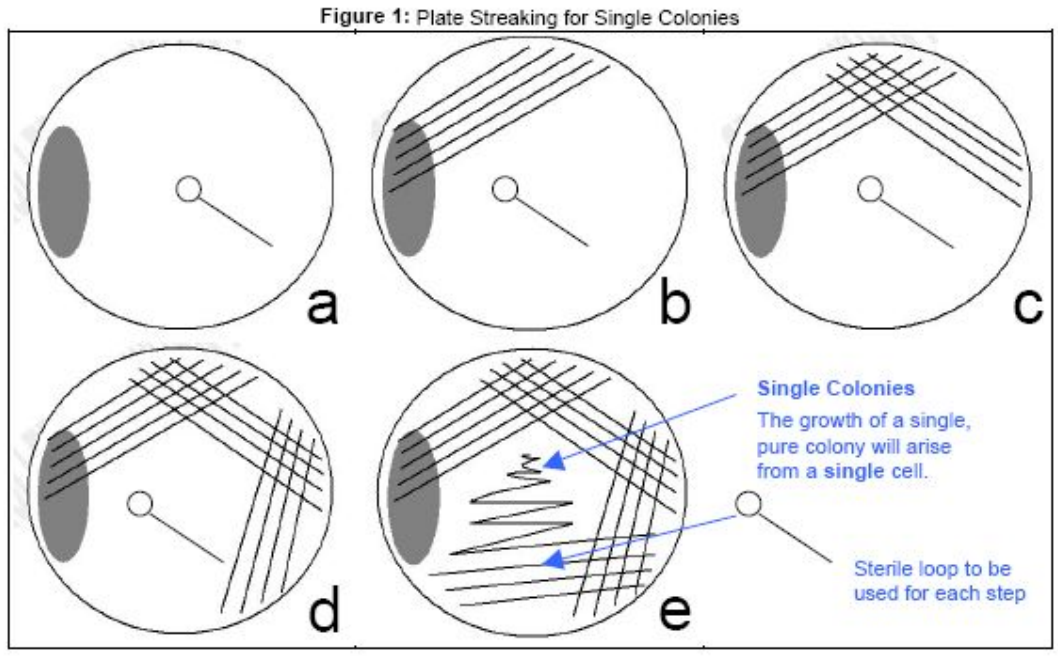 Figure 1: Plate Streaking for Single Colonies
a
b
c
d
e
Single Colonies
The growth of a single,
pure colony will arise
from a single cell.
Sterile loop to be
used for each step